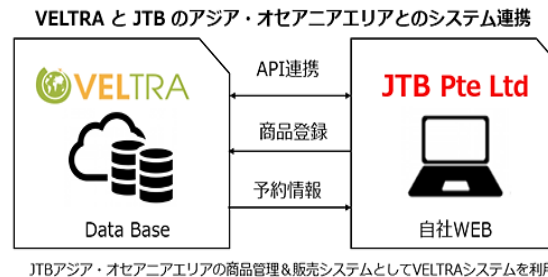 VELTRA と JTB のアジア・オセアニアエリアとのシステム連携
VELTRA
API連携
JTB Pte Ltd
商品登録
予約情報
Data Base
自社WEB
JTBアジア・オセアニアエリアの商品管理＆販売システムとしてVELTRAシステムを利用